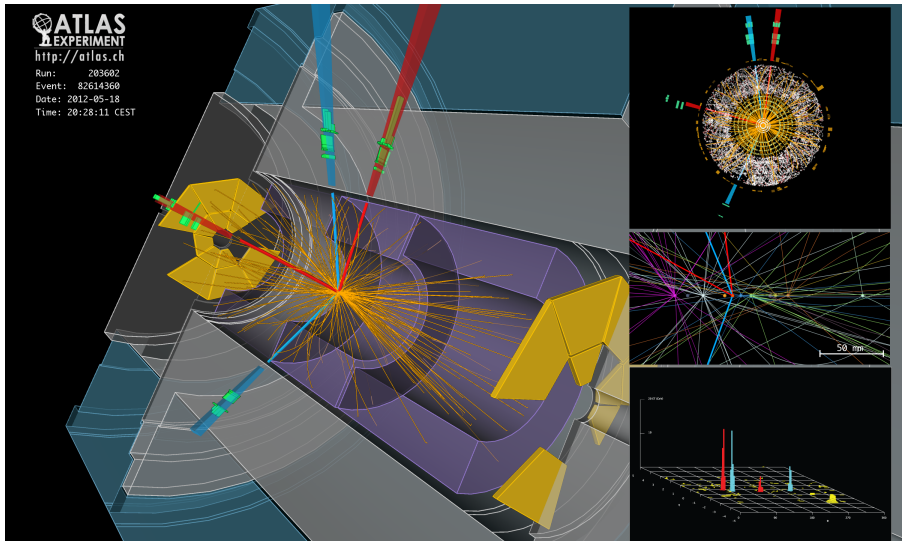 ATLAS
EXPERIMENT
http://atlas.ch
Run: 203602
Event: 82614360
Date: 2012-05-18
Time: 20:28:11 CEST
50 mm